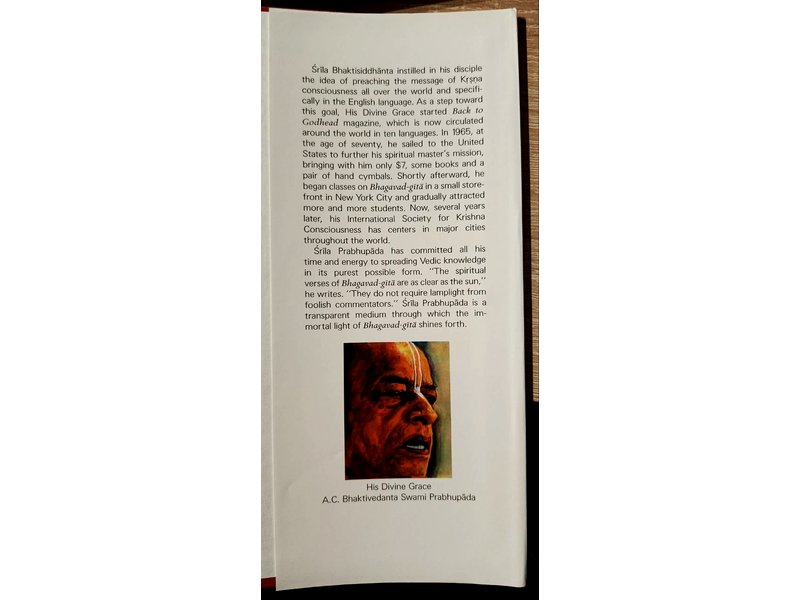 Śrīla Bhaktisiddhānta instilled in his disciple
the idea of preaching the message of Kṛṣṇa
consciousness all over the world and specifi-
cally in the English language. As a step toward
this goal, His Divine Grace started Back to
Godhead magazine, which is now circulated
around the world in ten languages. In 1965, at
the age of seventy, he sailed to the United
States to further his spiritual master's mission,
bringing with him only $7, some books and a
pair of hand cymbals. Shortly afterward, he
began classes on Bhagavad-gītā in a small store-
front in New York City and gradually attracted
more and more students. Now, several years
later, his International Society for Krishna
Consciousness has centers in major cities
throughout the world.
Śrīla Prabhupāda has committed all his
time and energy to spreading Vedic knowledge
in its purest possible form. "The spiritual
verses of Bhagavad-gītā are as clear as the sun,"
he writes. "They do not require lamplight from
foolish commentators." Śrīla Prabhupāda is a
transparent medium through which the im-
mortal light of Bhagavad-gītā shines forth.
His Divine Grace
A.C. Bhaktivedanta Swami Prabhupāda